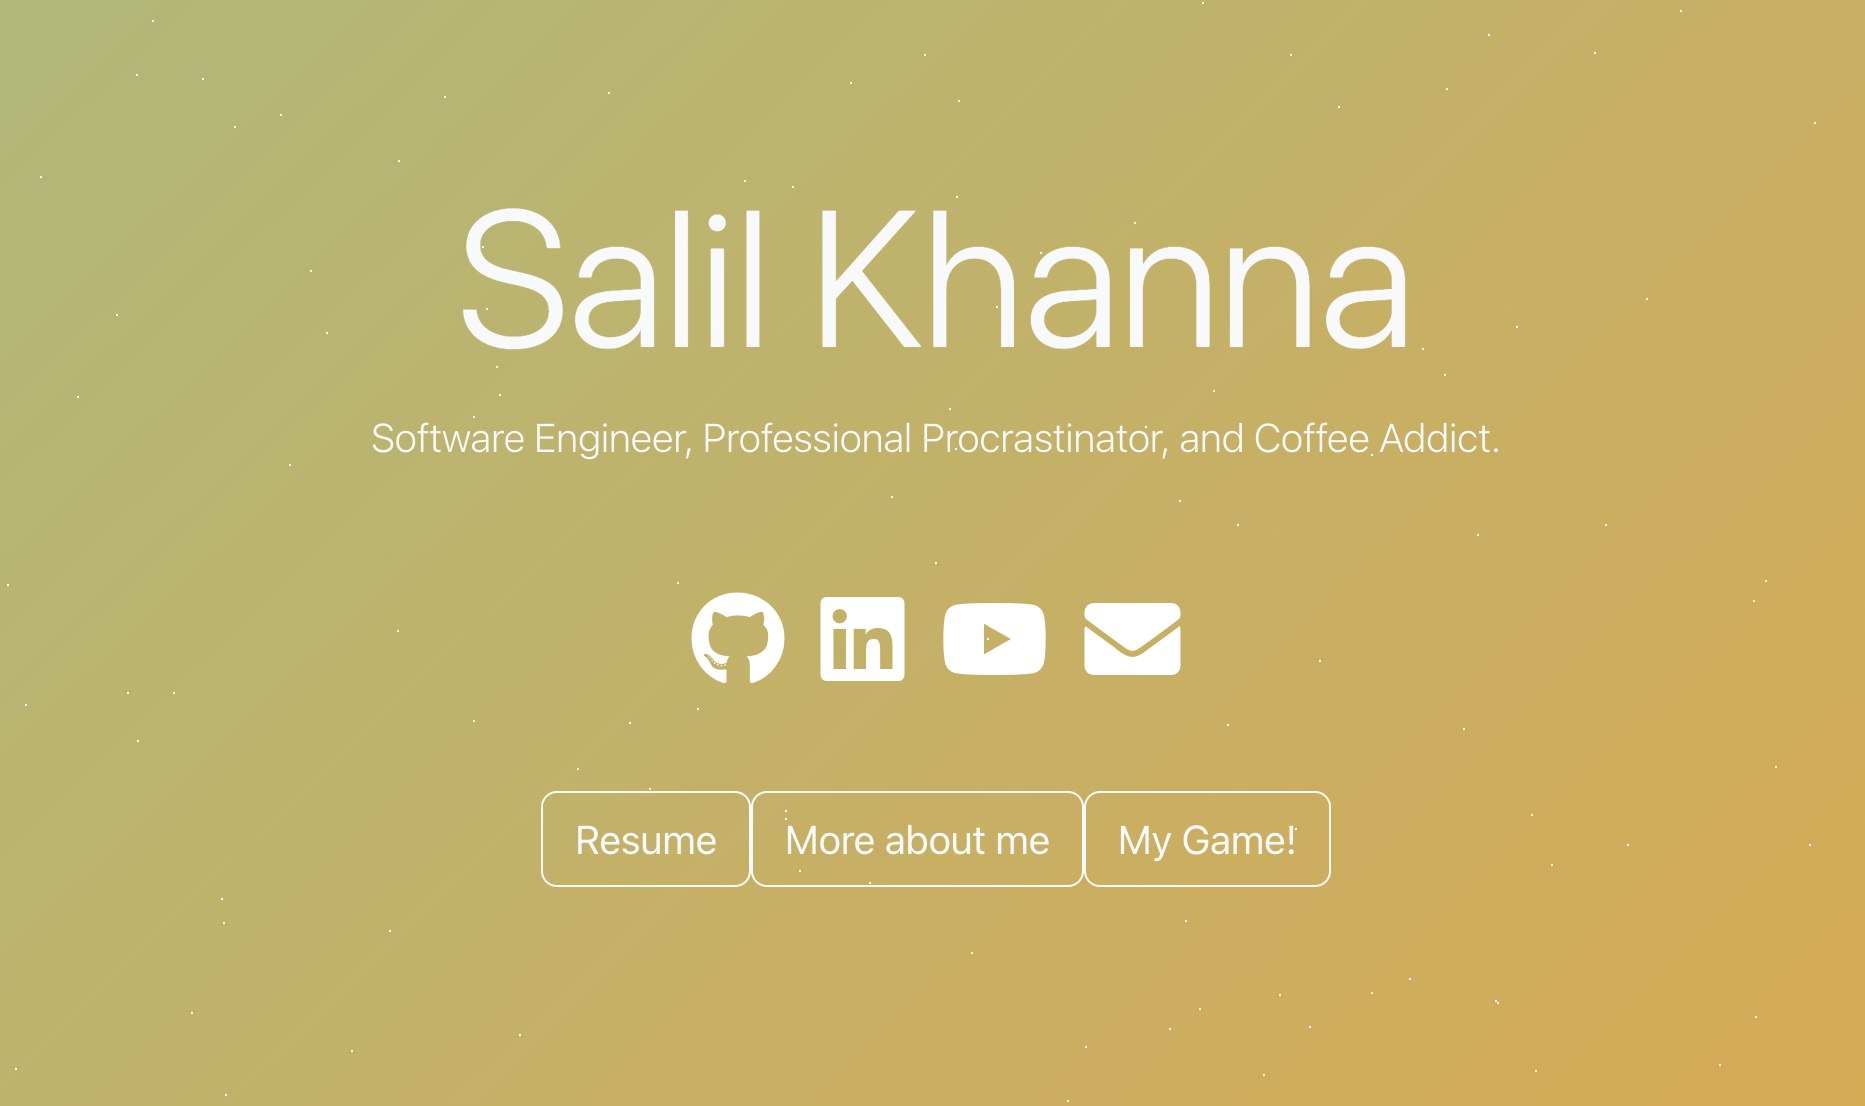 Salil Khanna
Software Engineer, Professional Procrastinator, and Coffee Addict.
in
Resume More about me My Game!